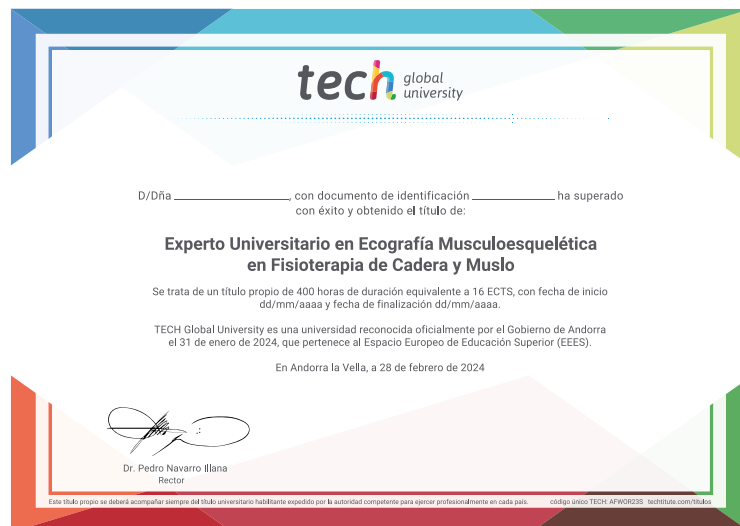 tech global university
D/Dña ____________, con documento de identificación ____________ ha superado
con éxito y obtenido el título de:
Experto Universitario en Ecografía Musculoesquelética
en Fisioterapia de Cadera y Muslo
Se trata de un título propio de 400 horas de duración equivalente a 16 ECTS, con fecha de inicio
dd/mm/aaaa y fecha de finalización dd/mm/aaaa.
TECH Global University es una universidad reconocida oficialmente por el Gobierno de Andorra
el 31 de enero de 2024, que pertenece al Espacio Europeo de Educación Superior (EEES).
En Andorra la Vella, a 28 de febrero de 2024
Dr. Pedro Navarro Illana
Rector
Este título propio se deberá acompañar siempre del título universitario habilitante expedido por la autoridad competente para ejercer profesionalmente en cada país. código único TECH: AFWOR23S techtitute.com/titulos